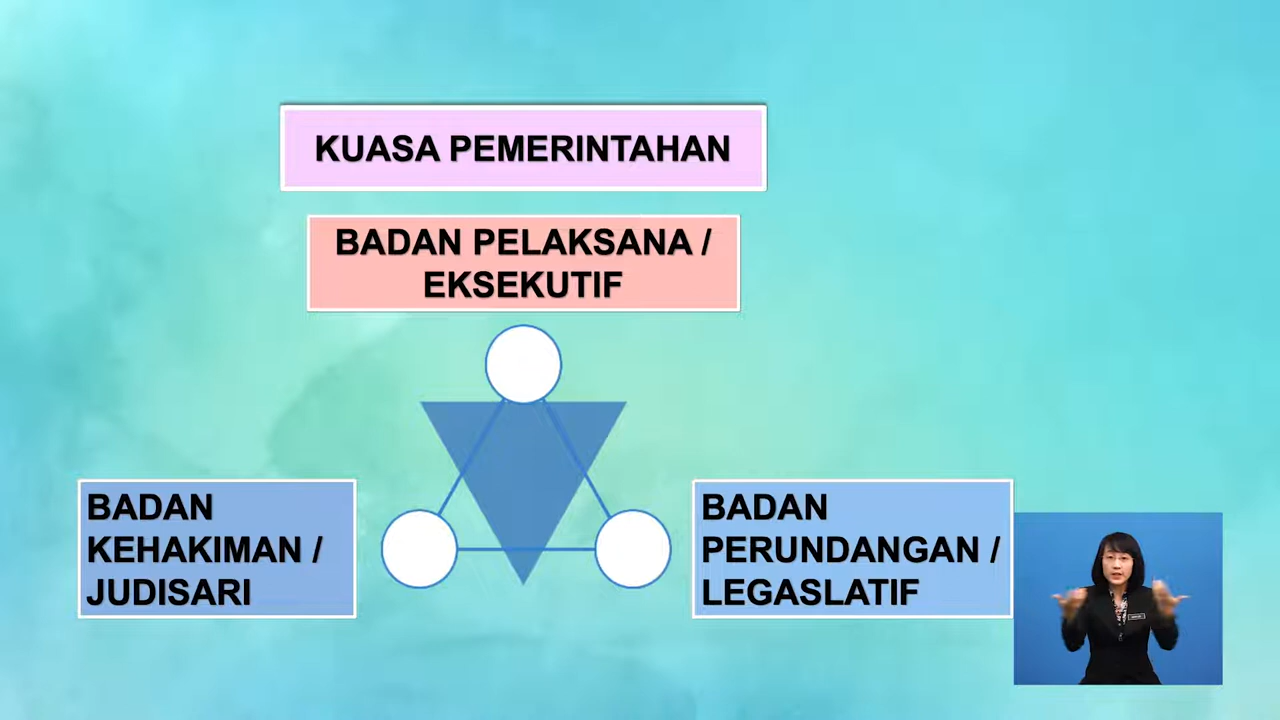 KUASA PEMERINTAHAN
BADAN PELAKSANA /
EKSEKUTIF
BADAN
KEHAKIMAN /
JUDISARI
BADAN
PERUNDANGAN /
LEGASLATIF